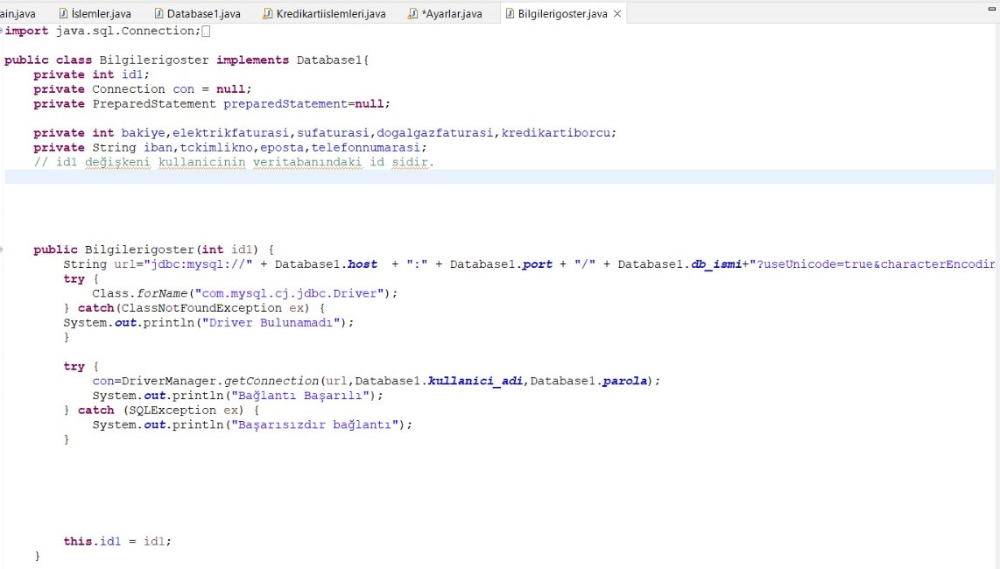 ain.java İslemler.java Database1.java Kredikartiislemleri.java *Ayarlar.java Bilgilerigoster.java
import java.sql.Connection;
public class Bilgilerigoster implements Database1{
private int id1;
private Connection con = null;
private PreparedStatement preparedStatement=null;
private int bakiye,elektrikfaturasi,sufaturasi,dogalgazfaturasi,kredikartiborcu;
private String iban,tckimlikno,eposta,telefonnumarasi;
// id1 değişkeni kullanicinin veritabanındaki id sidir.
public Bilgilerigoster(int id1) {
String url="jdbc:mysql://" + Database1.host  + ":" + Database1.port + "/" + Database1.db_ismi+"?useUnicode=true&characterEncodin
try {
Class.forName("com.mysql.cj.jdbc.Driver");
} catch(ClassNotFoundException ex) {
System.out.println("Driver Bulunamadı");
}
try {
con=DriverManager.getConnection(url,Database1.kullanici_adi,Database1.parola);
System.out.println("Bağlantı Başarılı");
} catch (SQLException ex) {
System.out.println("Başarısızdır bağlantı");
}
this.id1 = id1;
}